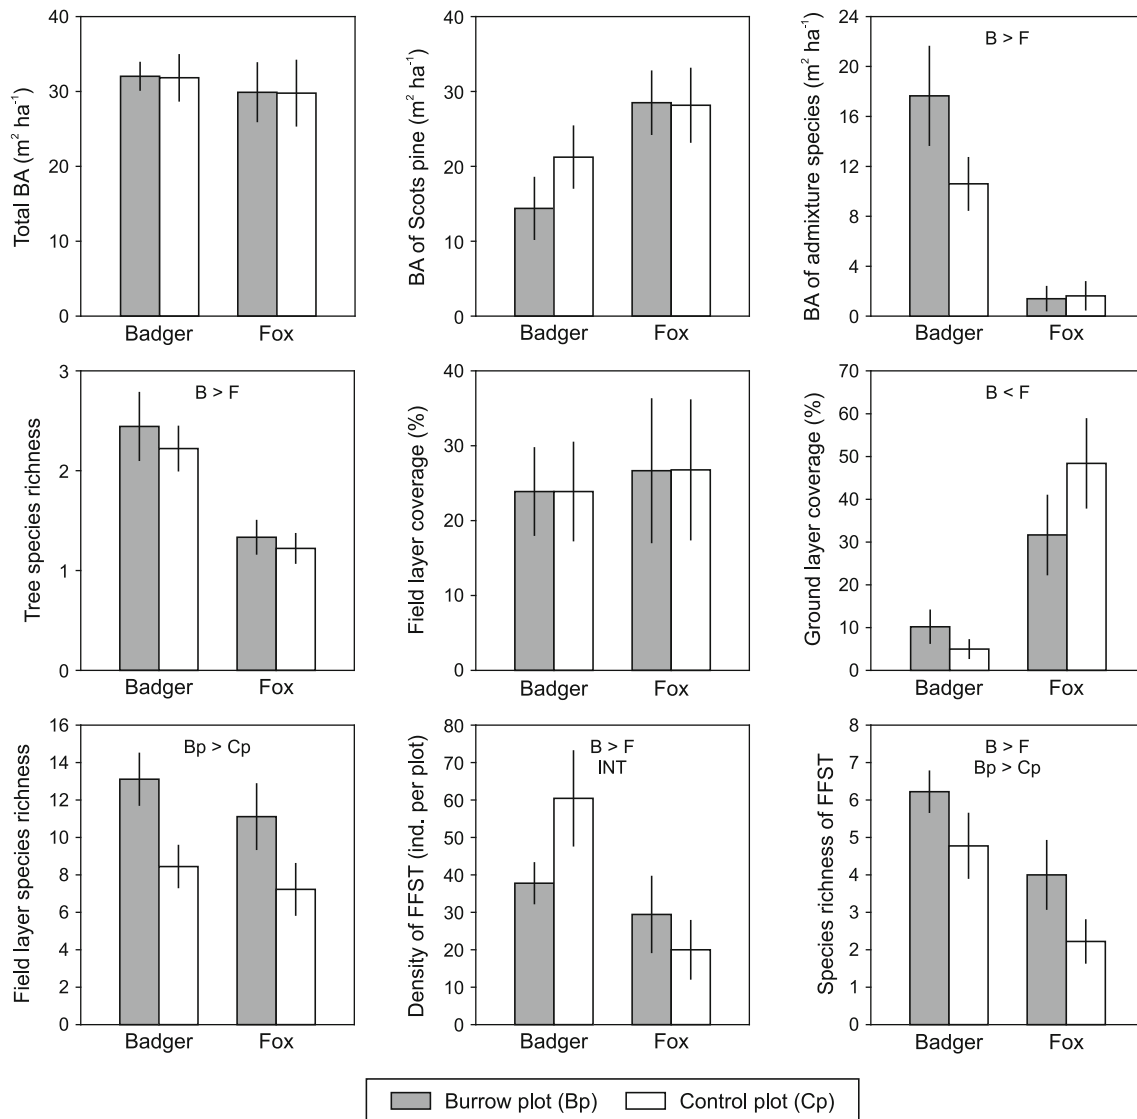 Total BA (m² ha⁻¹)
40
30
20
10
0
Badger Fox
BA of Scots pine (m² ha⁻¹)
40
30
20
10
0
Badger Fox
BA of admixture species (m² ha⁻¹)
24
20
16
12
8
4
0
B > F
Badger Fox
Tree species richness
3
2
1
0
B > F
Badger Fox
Field layer coverage (%)
40
30
20
10
0
Badger Fox
Ground layer coverage (%)
70
60
50
40
30
20
10
0
B < F
Badger Fox
Field layer species richness
16
14
12
10
8
6
4
2
0
Bp > Cp
Badger Fox
Density of FFST (ind. per plot)
80
70
60
50
40
30
20
10
0
B > F
INT
Badger Fox
Species richness of FFST
8
7
6
5
4
3
2
1
0
B > F
Bp > Cp
Badger Fox
Burrow plot (Bp) Control plot (Cp)